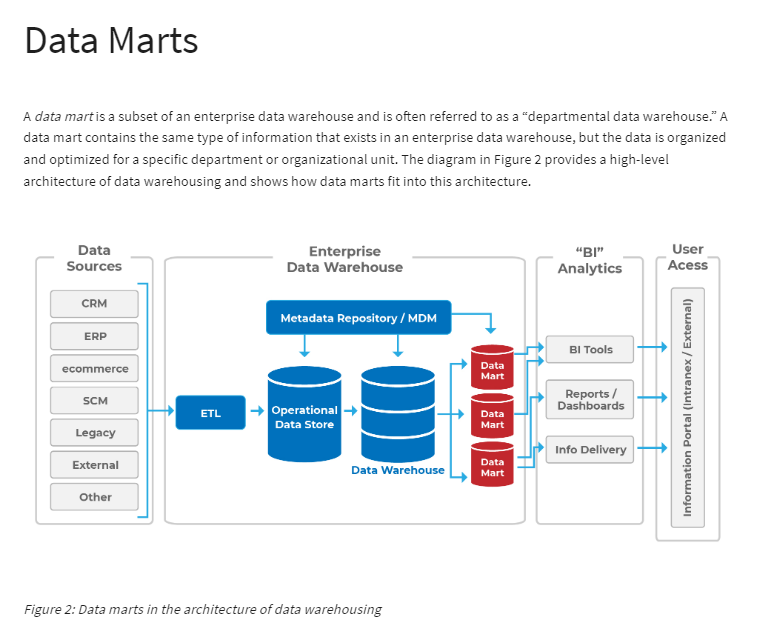 Data Marts
A data mart is a subset of an enterprise data warehouse and is often referred to as a “departmental data warehouse.” A
data mart contains the same type of information that exists in an enterprise data warehouse, but the data is organized
and optimized for a specific department or organizational unit. The diagram in Figure 2 provides a high-level
architecture of data warehousing and shows how data marts fit into this architecture.
Data
Sources
CRM
ERP
ecommerce
SCM
Legacy
External
Other
Enterprise
Data Warehouse
Metadata Repository / MDM
ETL
Operational
Data Store
Data Warehouse
Data
Mart
Data
Mart
Data
Mart
“BI”
Analytics
BI Tools
Reports /
Dashboards
Info Delivery
User
Acess
Information Portal (Intranex / External)
Figure 2: Data marts in the architecture of data warehousing